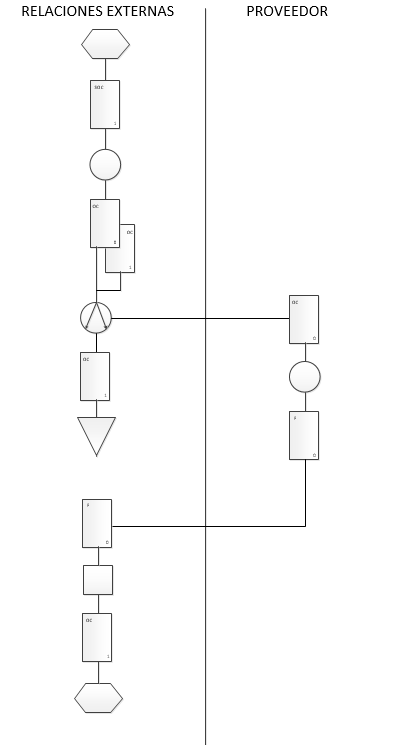 RELACIONES EXTERNAS
PROVEEDOR
soc
1
oc
0
oc
1
oc
0
oc
1
F
0
F
0
oc
1